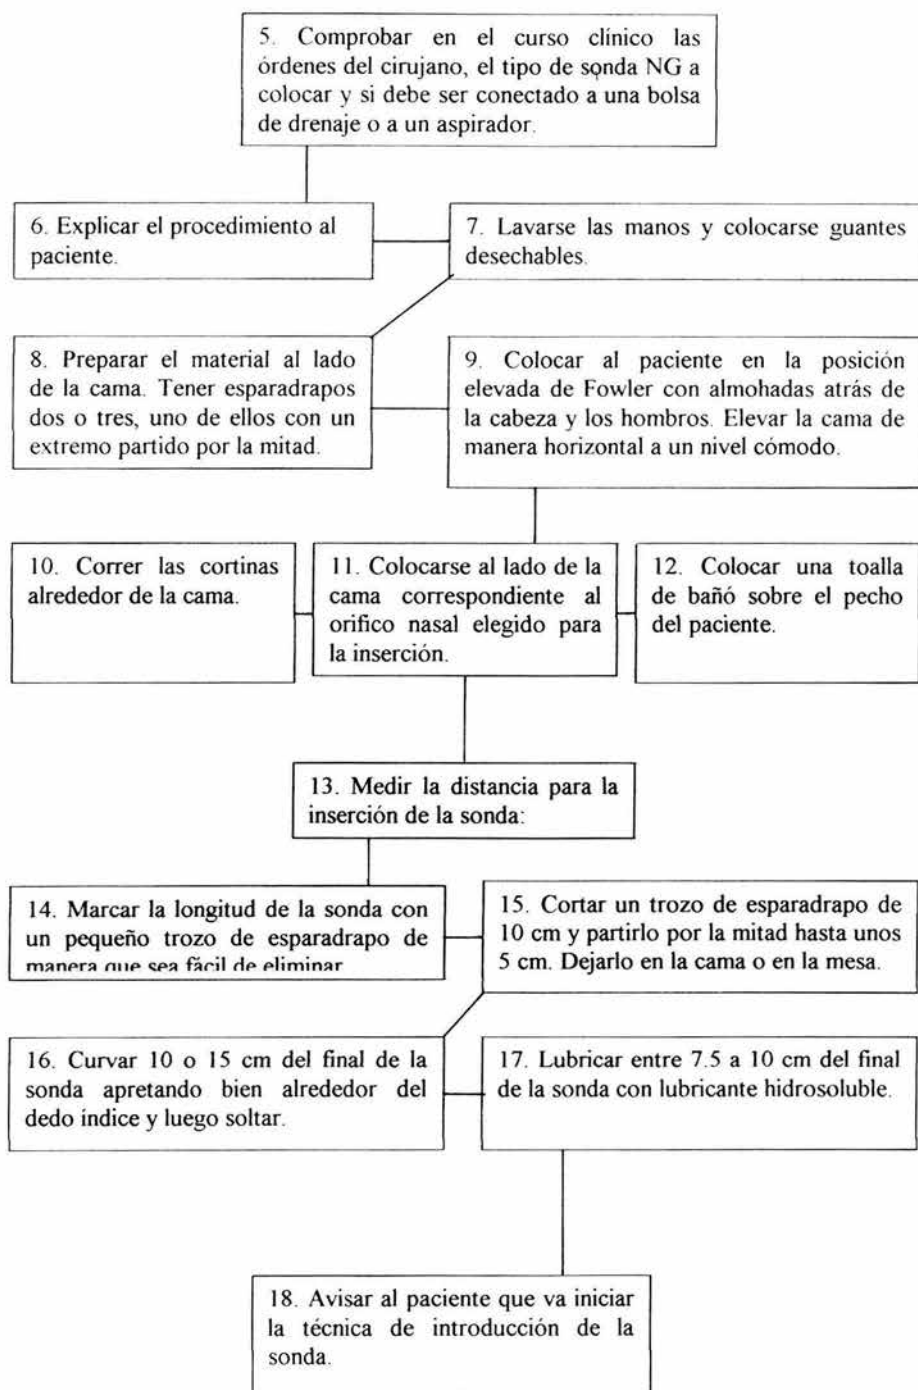 5. Comprobar en el curso clínico las
órdenes del cirujano, el tipo de sonda NG a
colocar y si debe ser conectado a una bolsa
de drenaje o a un aspirador.
6. Explicar el procedimiento al
paciente.
7. Lavarse las manos y colocarse guantes
desechables.
8. Preparar el material al lado
de la cama. Tener esparadrapos
dos o tres, uno de ellos con un
extremo partido por la mitad.
9. Colocar al paciente en la posición
elevada de Fowler con almohadas atrás de
la cabeza y los hombros. Elevar la cama de
manera horizontal a un nivel cómodo.
10. Correr las cortinas
alrededor de la cama.
11. Colocarse al lado de la
cama correspondiente al
orifico nasal elegido para
la inserción.
12. Colocar una toalla
de bañó sobre el pecho
del paciente.
13. Medir la distancia para la
inserción de la sonda:
14. Marcar la longitud de la sonda con
un pequeño trozo de esparadrapo de
manera que sea fácil de eliminar
15. Cortar un trozo de esparadrapo de
10 cm y partirlo por la mitad hasta unos
5 cm. Dejarlo en la cama o en la mesa.
16. Curvar 10 o 15 cm del final de la
sonda apretando bien alrededor del
dedo índice y luego soltar.
17. Lubricar entre 7.5 a 10 cm del final
de la sonda con lubricante hidrosoluble.
18. Avisar al paciente que va iniciar
la técnica de introducción de la
sonda.